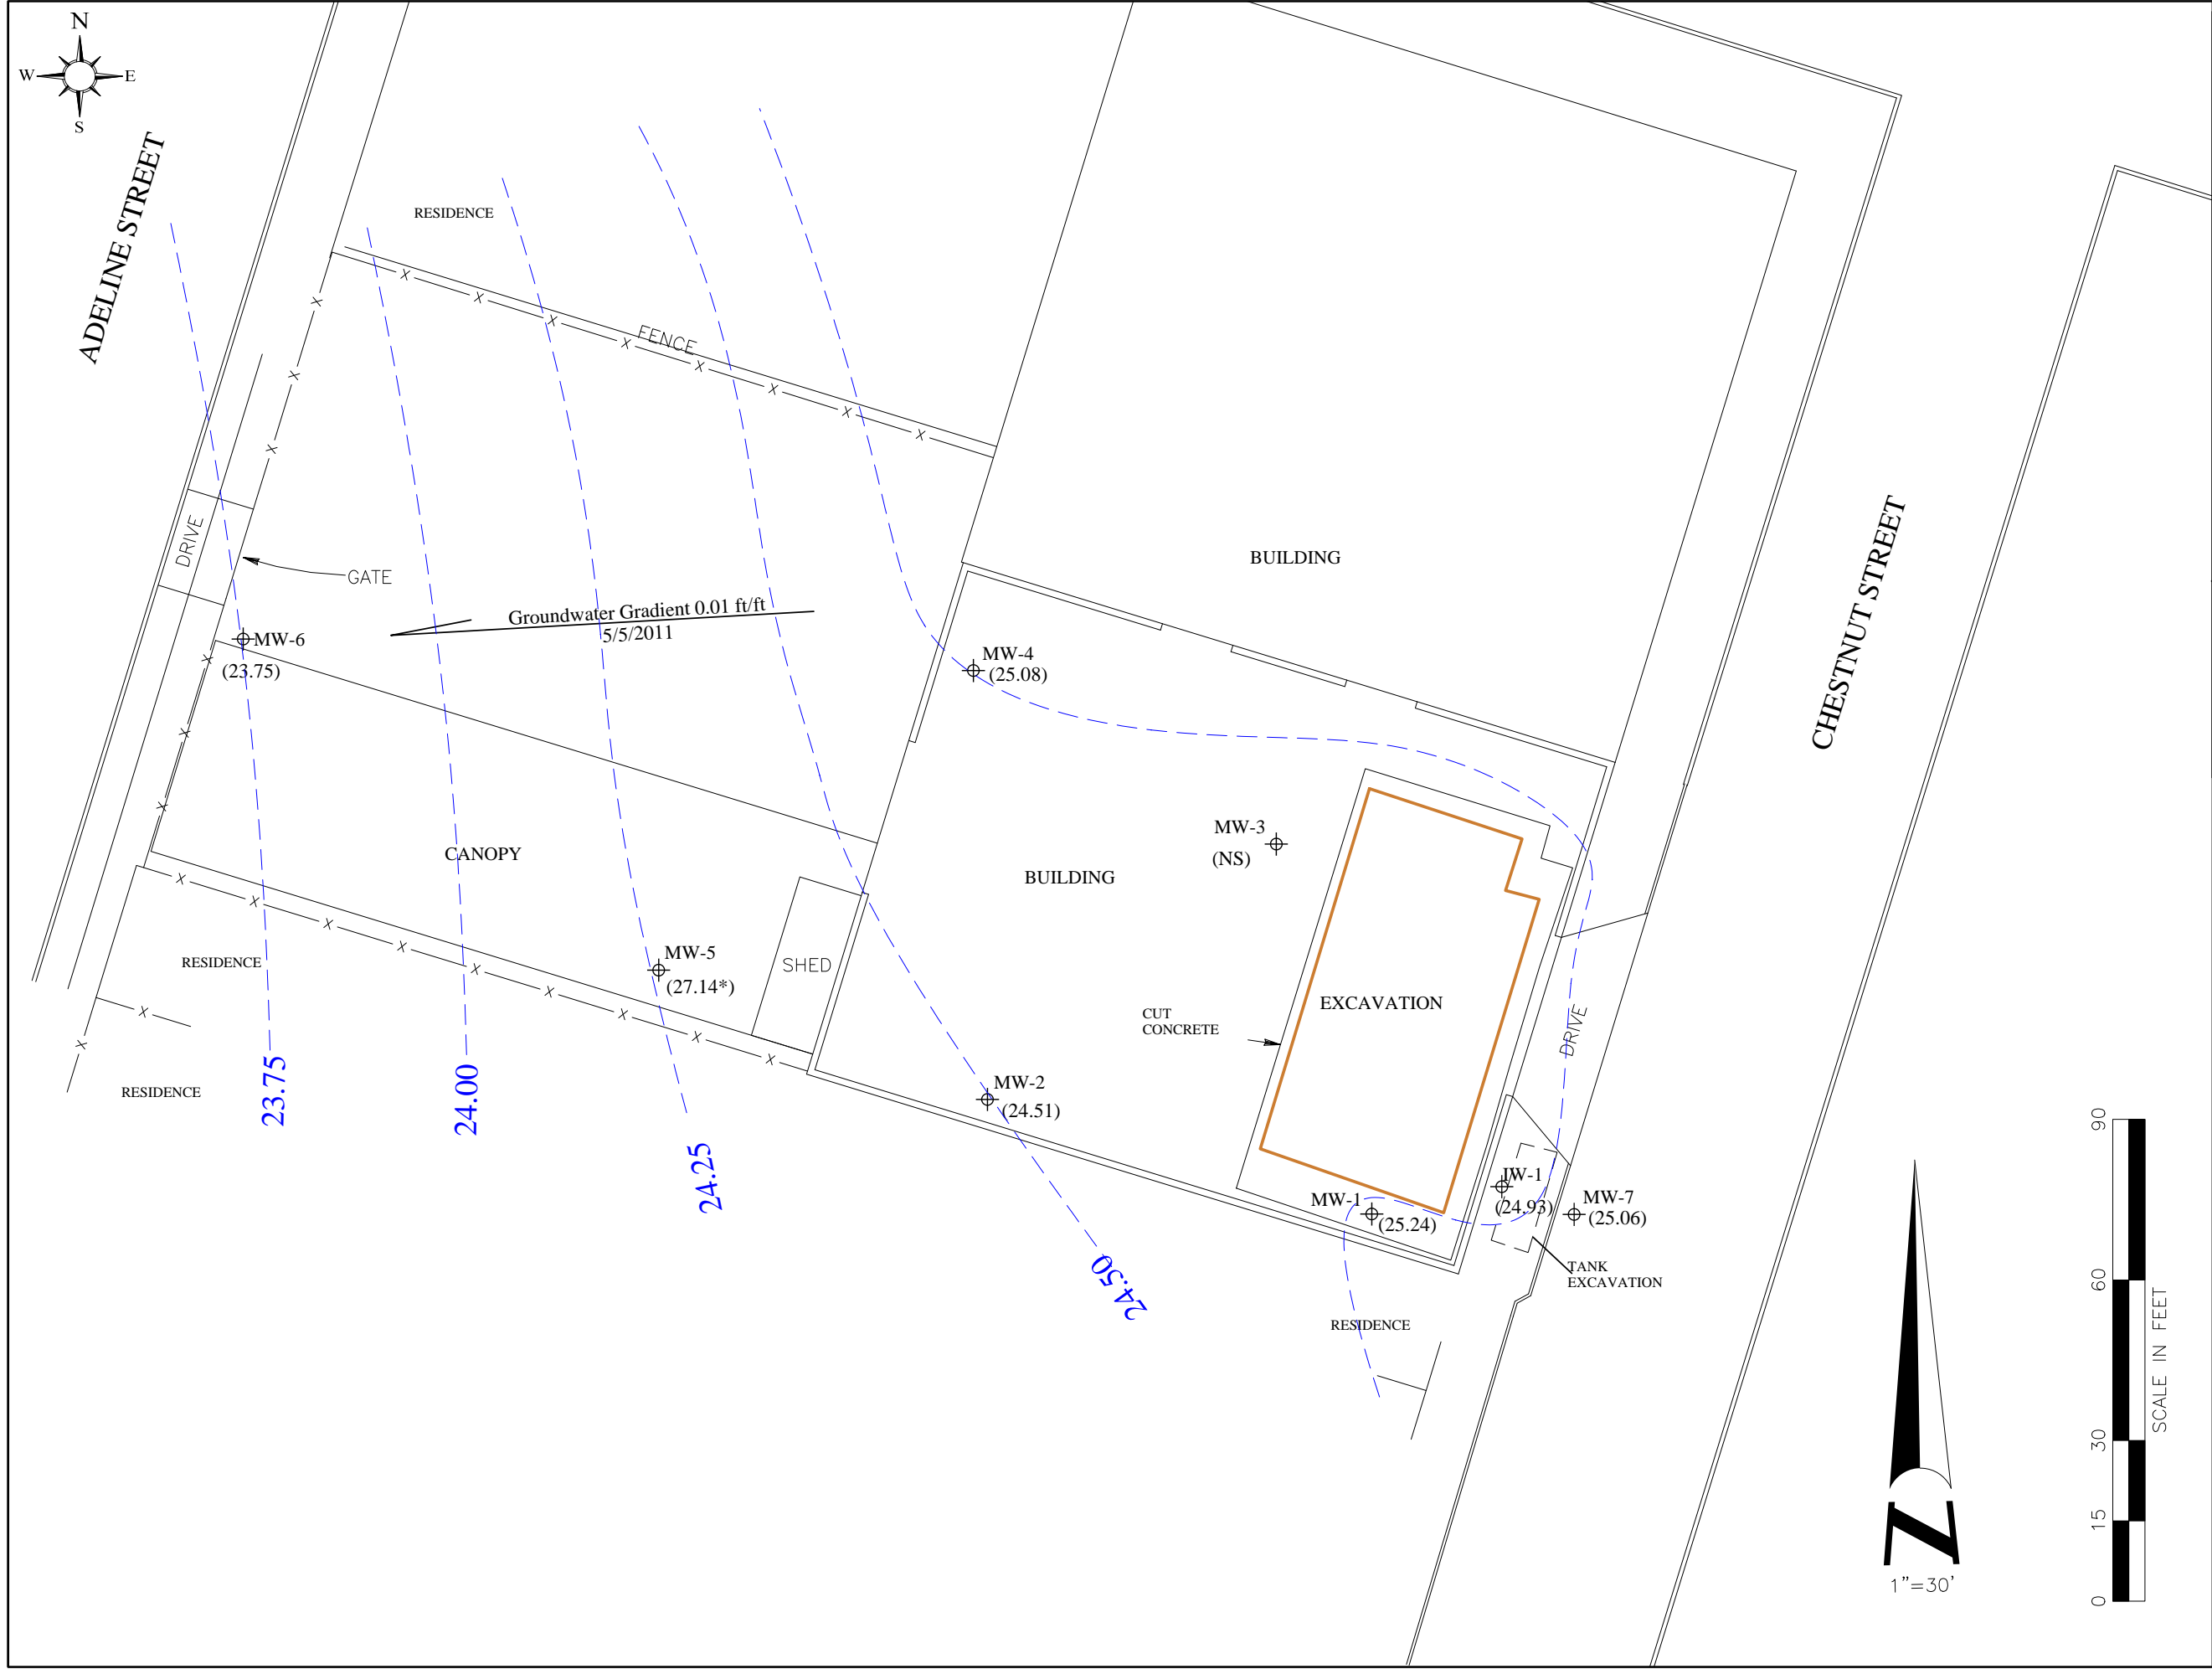 N
W
E
S
ADELINE STREET
RESIDENCE
FENCE
DRIVE
GATE
Groundwater Gradient 0.01 ft/ft
5/5/2011
MW-6
(23.75)
MW-4
(25.08)
BUILDING
CHESTNUT STREET
CANOPY
MW-3
(NS)
BUILDING
MW-5
(27.14*)
SHED
RESIDENCE
RESIDENCE
EXCAVATION
CUT
CONCRETE
DRIVE
MW-2
(24.51)
23.75
24.00
24.25
24.50
MW-1
(25.24)
IW-1
(24.93)
MW-7
(25.06)
TANK
EXCAVATION
RESIDENCE
Z
1"=30'
0 15 30 60 90
SCALE IN FEET